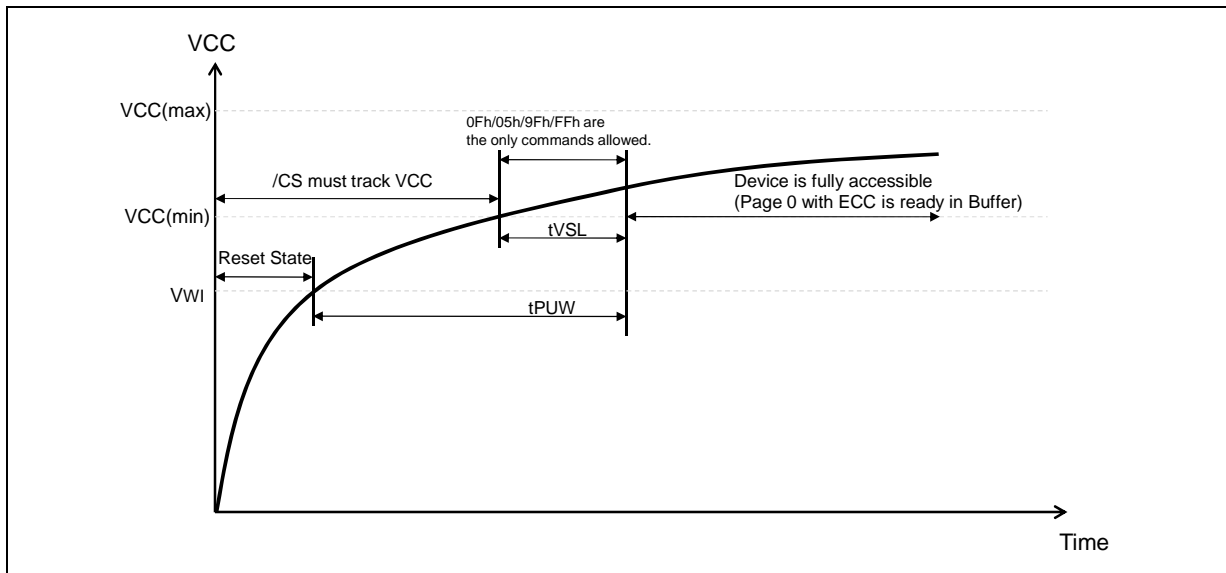 VCC
VCC(max)
0Fh/05h/9Fh/FFh are
the only commands allowed.
/CS must track VCC
Device is fully accessible
(Page 0 with ECC is ready in Buffer)
VCC(min)
tVSL
Reset State
VWI
tPUW
Time